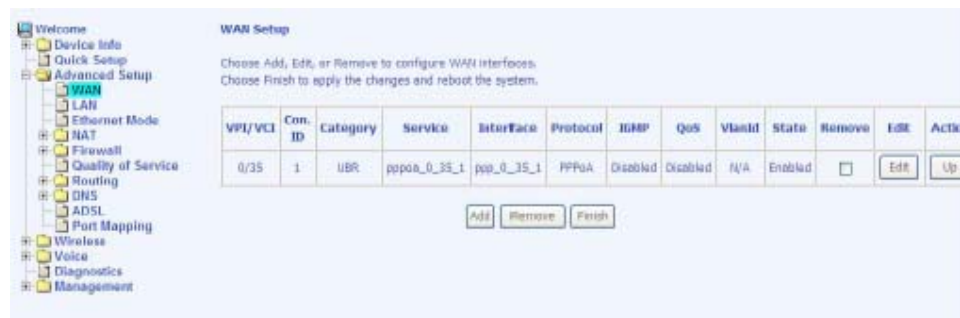 Welcome
Device Info
Quick Setup
Advanced Setup
WAN
LAN
Ethernet Mode
NAT
Firewall
Quality of Service
Routing
DNS
ADSL
Port Mapping
Wireless
Voice
Diagnostics
Management
WAN Setup
Choose Add, Edit, or Remove to configure WAN interfaces.
Choose Finish to apply the changes and reboot the system.
VPI/VCI Con. ID Category Service Interface Protocol IGMP QoS VlanId State Remove Edit Actio
0/35 1 UBR pppoa_0_35_1 ppp_0_35_1 PPPoA Disabled Disabled N/A Enabled Edit Up
Add Remove Finish